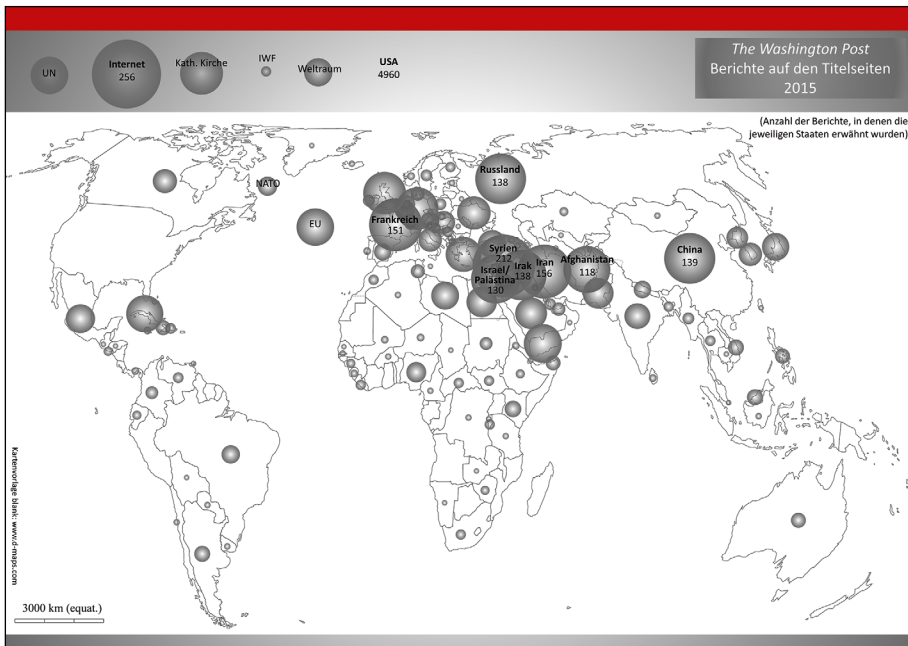 UN
Internet
256
Kath. Kirche
IWF
Weltraum
USA
4960
The Washington Post
Berichte auf den Titelseiten
2015
(Anzahl der Berichte, in denen die
jeweiligen Staaten erwähnt wurden)
NATO
EU
Russland
138
Frankreich
151
Syrien
212
Israel/
Palästina
130
Irak
138
Iran
156
Afghanistan
118
China
139
Kartenvorlage blank: www.d-maps.com
3000 km (equat.)